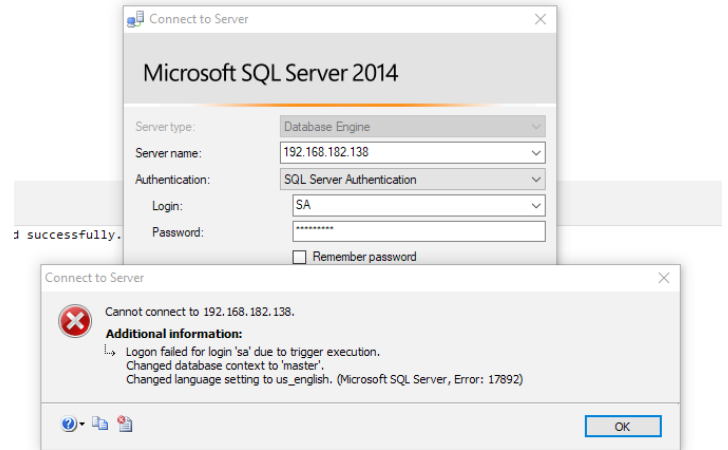 Connect to Server
Microsoft SQL Server 2014
Server type: Database Engine
Server name: 192.168.182.138
Authentication: SQL Server Authentication
Login: SA
d successfully.
Password: *********
Remember password
Connect to Server
Cannot connect to 192.168.182.138.
Additional information:
Logon failed for login 'sa' due to trigger execution.
Changed database context to 'master'.
Changed language setting to us_english. (Microsoft SQL Server, Error: 17892)
OK